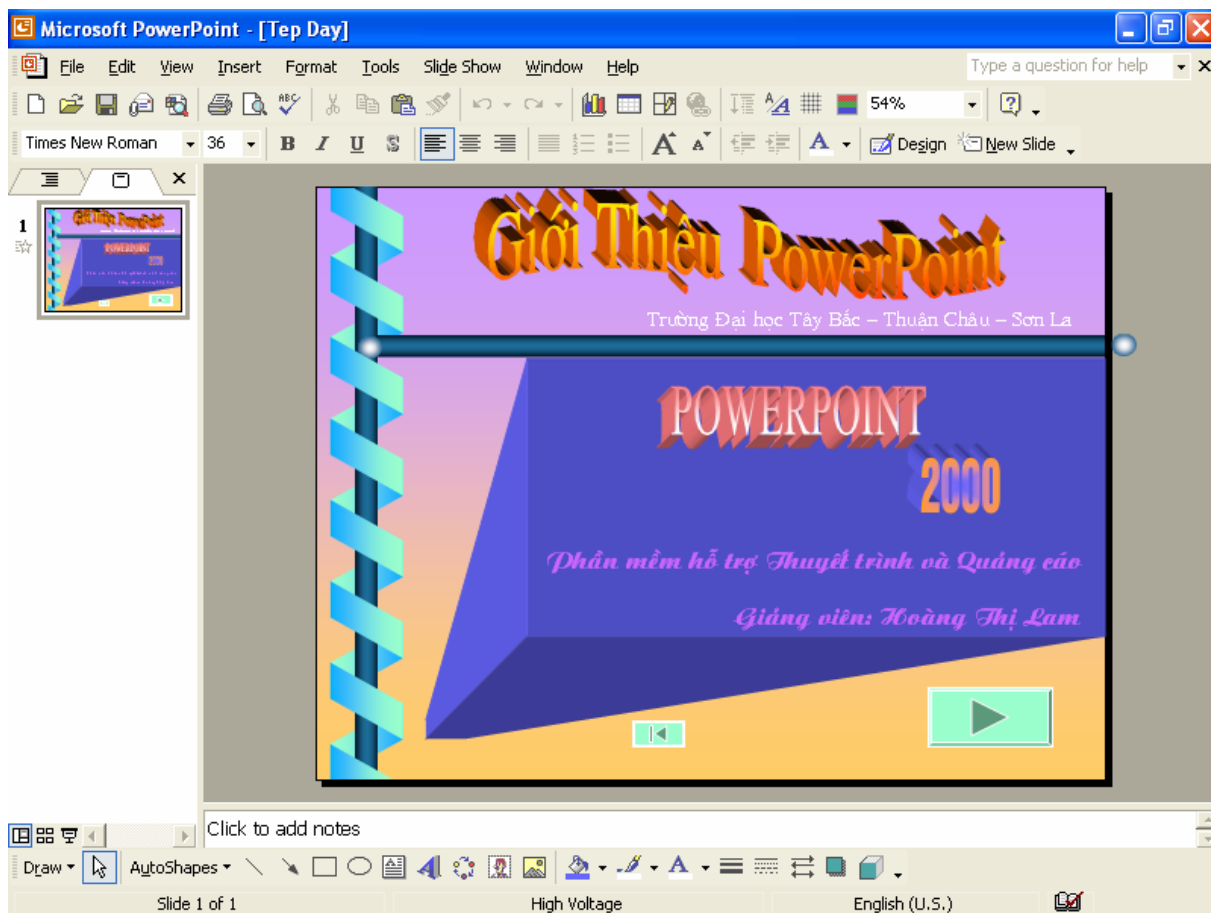 Microsoft PowerPoint - [Tep Day]
File Edit View Insert Format Tools Slide Show Window Help Type a question for help
54%
Times New Roman 36 B I U S A A A Design New Slide
1
Giới Thiệu PowerPoint
Trường Đại học Tây Bắc – Thuận Châu – Sơn La
POWERPOINT
2000
Phần mềm hỗ trợ Thuyết trình và Quảng cáo
Giảng viên: Hoàng Thị Lam
Click to add notes
Draw AutoShapes
Slide 1 of 1 High Voltage English (U.S.)